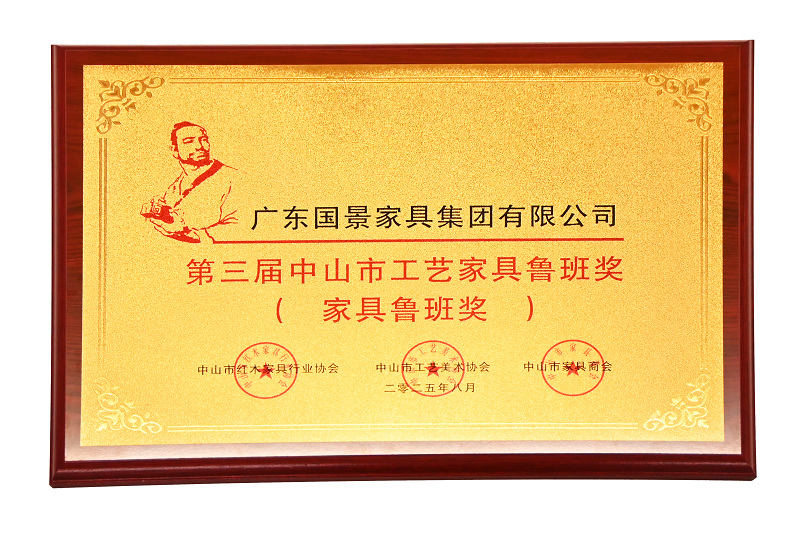 广东国景家具集团有限公司
第三届中山市工艺家具鲁班奖
（ 家具鲁班奖 ）
中山市红木家具行业协会 中山市工艺美术协会 中山市家具商会
二零二五年八月